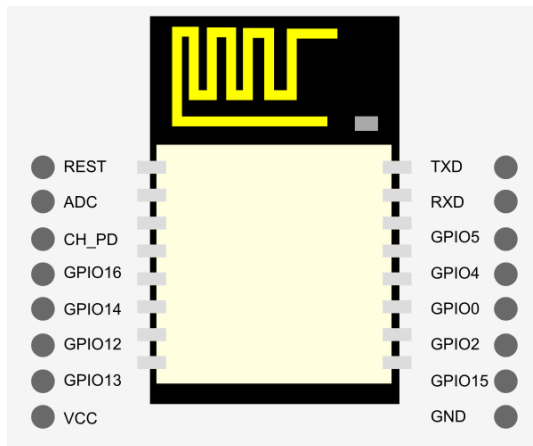 REST
ADC
CH_PD
GPIO16
GPIO14
GPIO12
GPIO13
VCC
TXD
RXD
GPIO5
GPIO4
GPIO0
GPIO2
GPIO15
GND